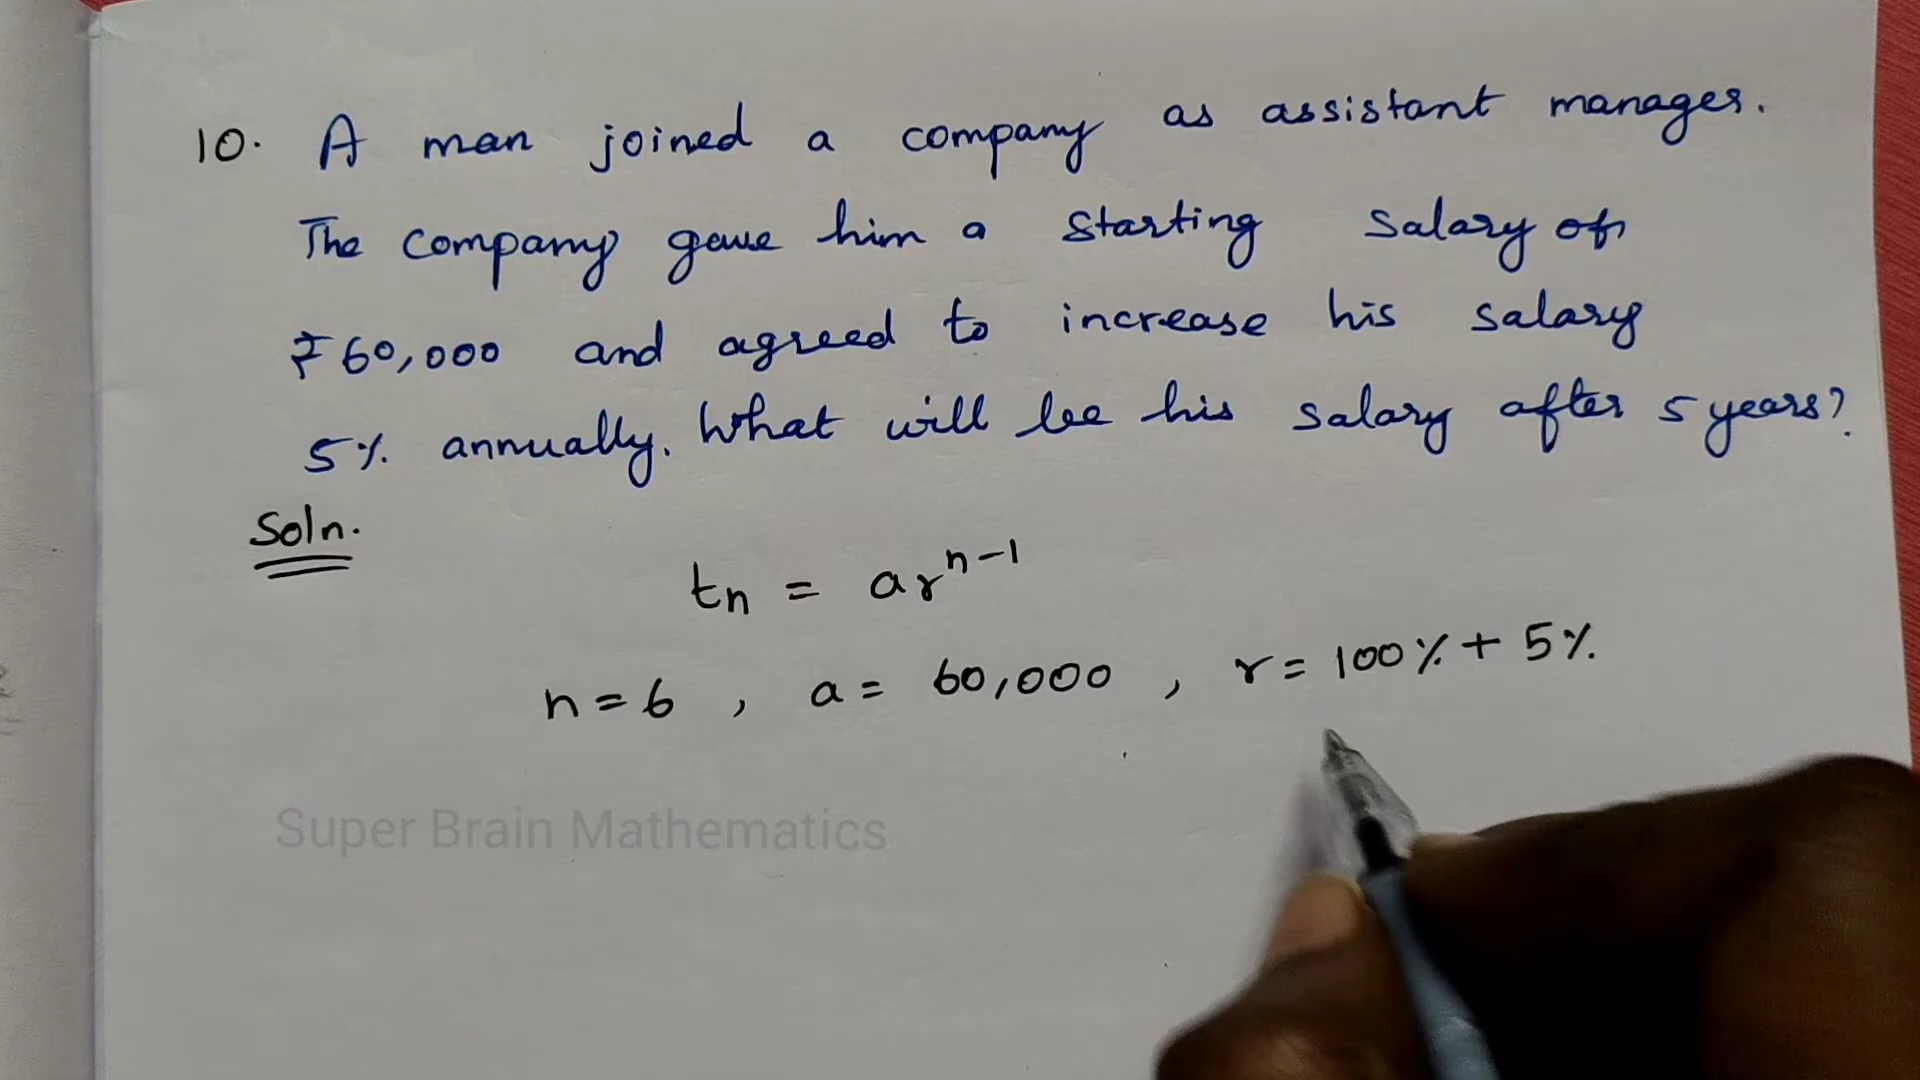 10. A man joined a company as assistant manager.
The company gave him a starting salary of
₹60,000 and agreed to increase his salary
5% annually. What will be his salary after 5 years?
Soln.
tn = ar^n-1
n=6 , a= 60,000 , r= 100% + 5%
Super Brain Mathematics